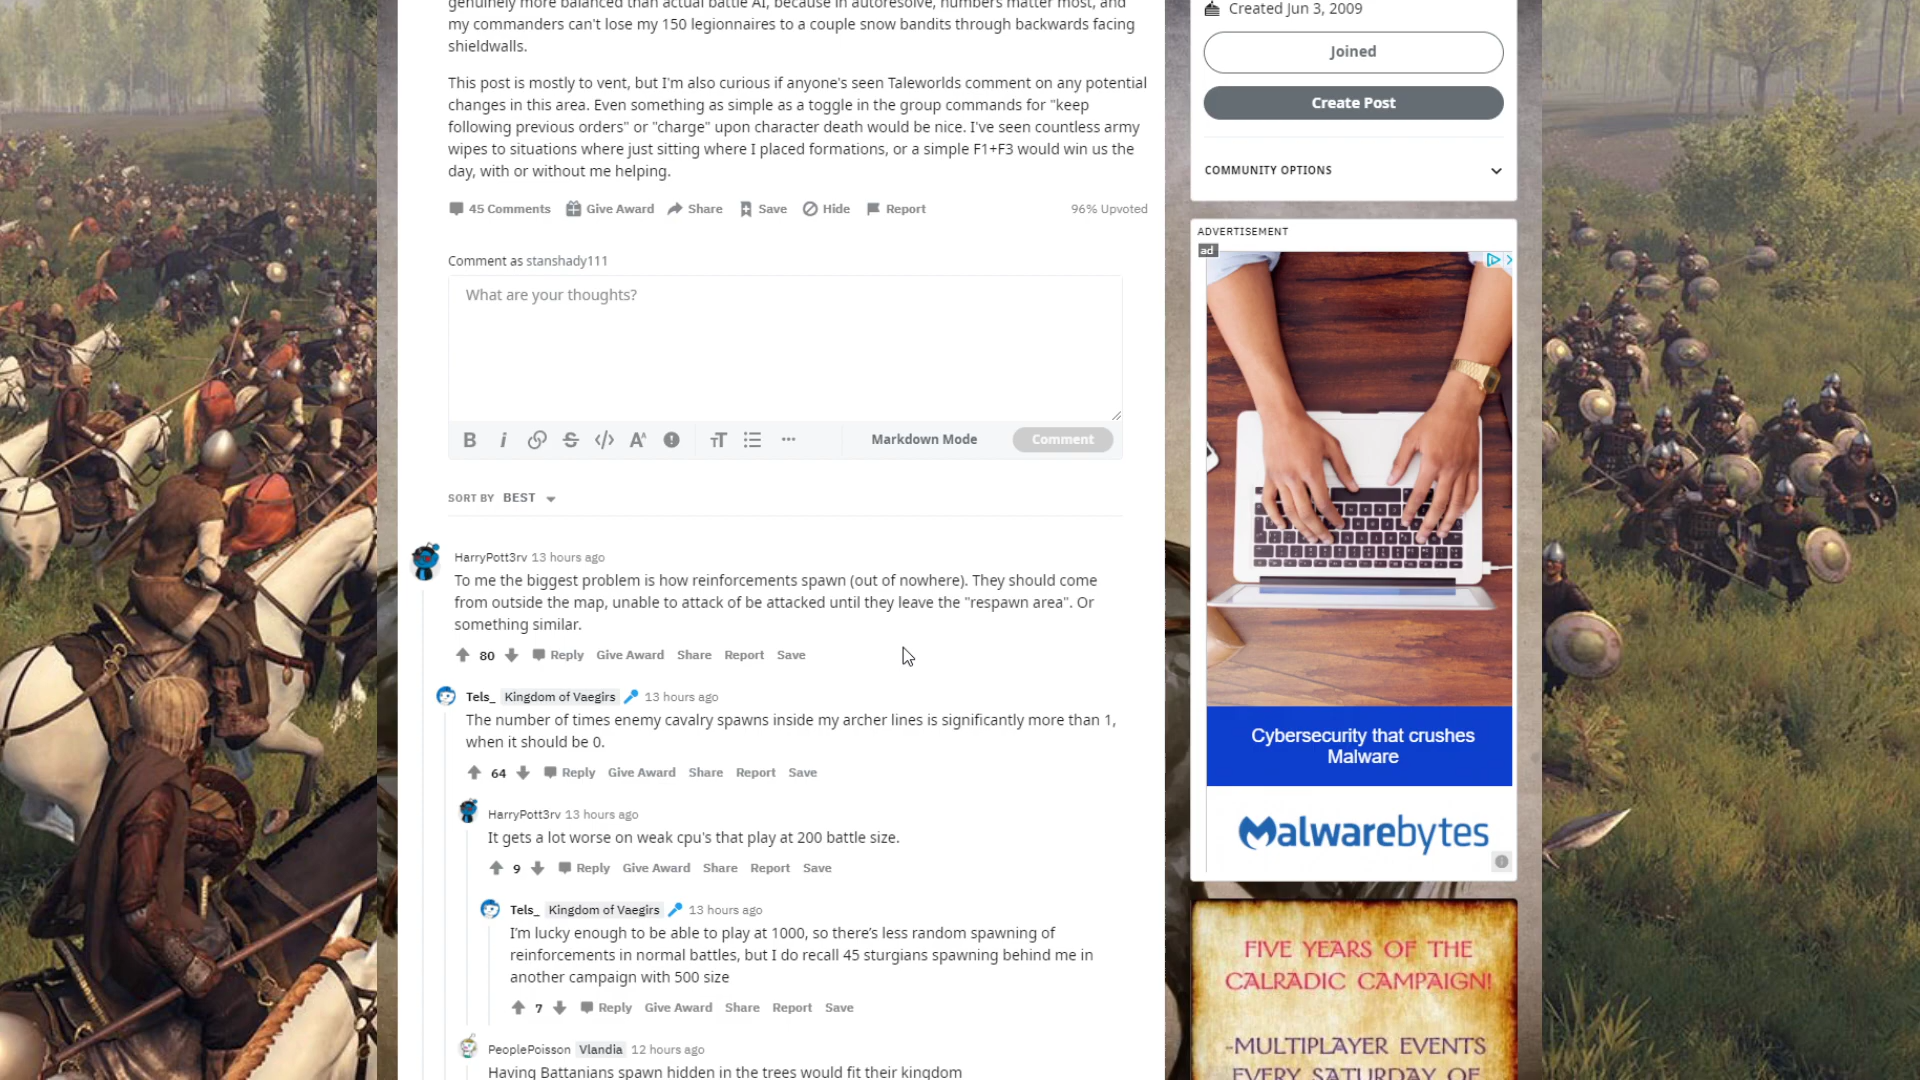 genuinely more balanced than actual battle AI, because in autoresolve, numbers matter most, and
my commanders can't lose my 150 legionnaires to a couple snow bandits through backwards facing
shieldwalls.
This post is mostly to vent, but I'm also curious if anyone's seen Taleworlds comment on any potential
changes in this area. Even something as simple as a toggle in the group commands for "keep
following previous orders" or "charge" upon character death would be nice. I've seen countless army
wipes to situations where just sitting where I placed formations, or a simple F1+F3 would win us the
day, with or without me helping.
45 Comments Give Award Share Save Hide Report 96% Upvoted
Comment as stanshady111
What are your thoughts?
B i Markdown Mode Comment
SORT BY BEST
HarryPott3rv 13 hours ago
To me the biggest problem is how reinforcements spawn (out of nowhere). They should come
from outside the map, unable to attack of be attacked until they leave the "respawn area". Or
something similar.
80 Reply Give Award Share Report Save
Tels_ Kingdom of Vaegirs 13 hours ago
The number of times enemy cavalry spawns inside my archer lines is significantly more than 1,
when it should be 0.
64 Reply Give Award Share Report Save
HarryPott3rv 13 hours ago
It gets a lot worse on weak cpu's that play at 200 battle size.
9 Reply Give Award Share Report Save
Tels_ Kingdom of Vaegirs 13 hours ago
I'm lucky enough to be able to play at 1000, so there's less random spawning of
reinforcements in normal battles, but I do recall 45 sturgians spawning behind me in
another campaign with 500 size
7 Reply Give Award Share Report Save
PeoplePoisson Vlandia 12 hours ago
Having Battanians spawn hidden in the trees would fit their kingdom
Created Jun 3, 2009
Joined
Create Post
COMMUNITY OPTIONS
ADVERTISEMENT
ad
Cybersecurity that crushes
Malware
Malwarebytes
FIVE YEARS OF THE
CALRADIC CAMPAIGN!
-MULTIPLAYER EVENTS
EVERY SATURDAY OF